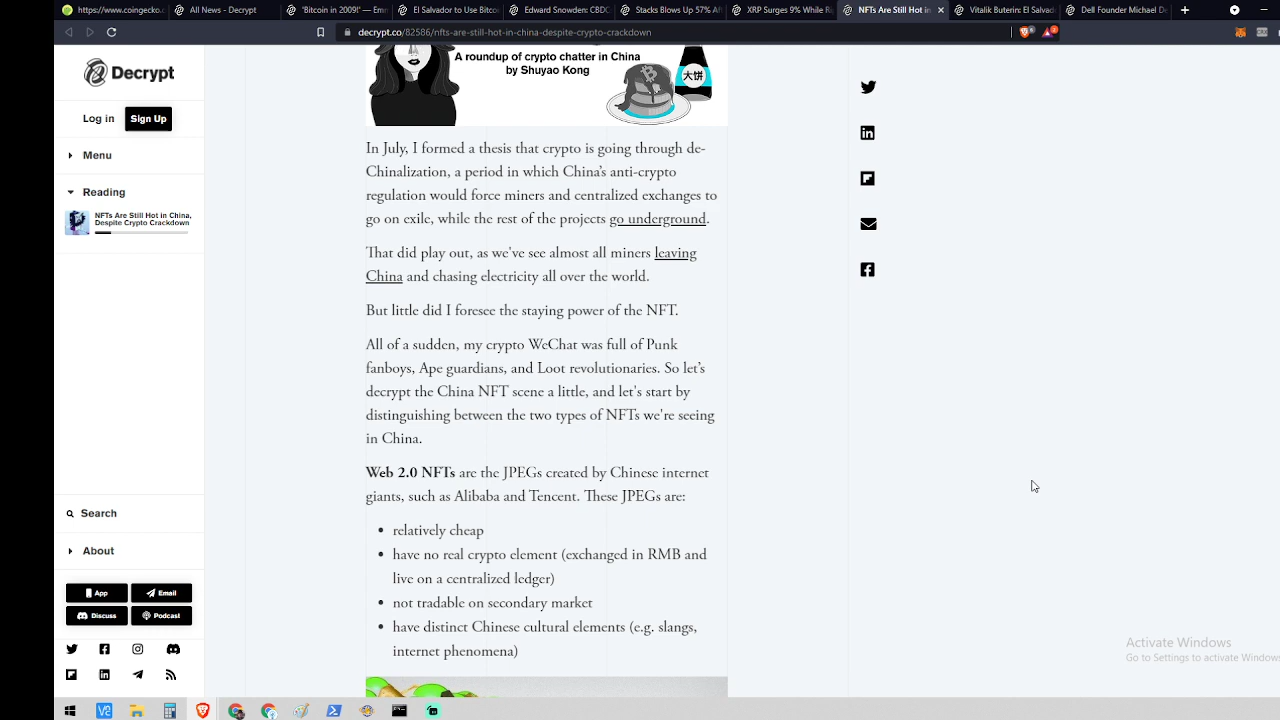 https://www.coingecko.c
All News - Decrypt
'Bitcoin in 2009!' — Emm
El Salvador to Use Bitco
Edward Snowden: CBDC
Stacks Blows Up 57% Af
XRP Surges 9% While R
NFTs Are Still Hot in
Vitalik Buterin: El Salvad
Dell Founder Michael De
decrypt.co/82586/nfts-are-still-hot-in-china-despite-crypto-crackdown
Decrypt
Log in
Sign Up
Menu
Reading
NFTs Are Still Hot in China,
Despite Crypto Crackdown
Search
About
App
Email
Discuss
Podcast
A roundup of crypto chatter in China
by Shuyao Kong
大饼
In July, I formed a thesis that crypto is going through de-
Chinalization, a period in which China's anti-crypto
regulation would force miners and centralized exchanges to
go on exile, while the rest of the projects go underground.
That did play out, as we've see almost all miners leaving
China and chasing electricity all over the world.
But little did I foresee the staying power of the NFT.
All of a sudden, my crypto WeChat was full of Punk
fanboys, Ape guardians, and Loot revolutionaries. So let's
decrypt the China NFT scene a little, and let's start by
distinguishing between the two types of NFTs we're seeing
in China.
Web 2.0 NFTs are the JPEGs created by Chinese internet
giants, such as Alibaba and Tencent. These JPEGs are:
• relatively cheap
• have no real crypto element (exchanged in RMB and
live on a centralized ledger)
• not tradable on secondary market
• have distinct Chinese cultural elements (e.g. slangs,
internet phenomena)
Activate Windows
Go to Settings to activate Windows